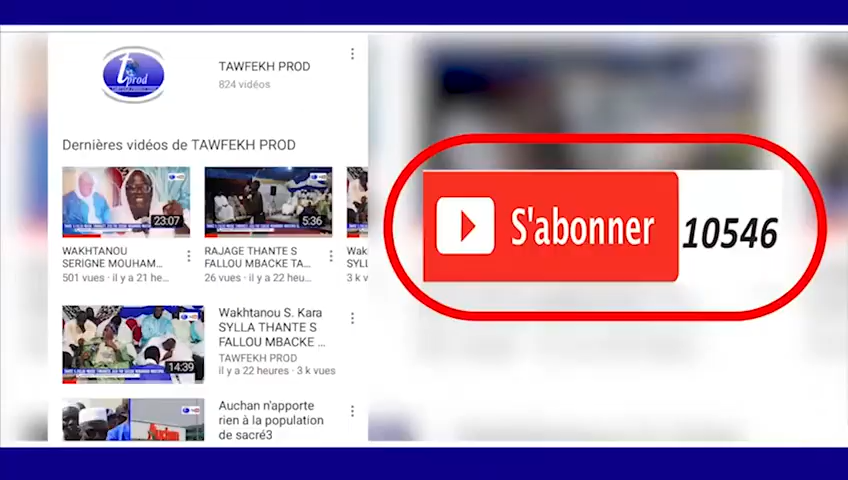 t prod
TAWFEKH PROD
824 vidéos
Dernières vidéos de TAWFEKH PROD
23:07
5:36
WAKHTANOU
SERIGNE MOUHAM...
501 vues · il y a 21 he...
RAJAGE THANTE S
FALLOU MBACKE TA...
26 vues · il y a 22 heu...
Wakh
SYLL
3 k v
14:39
Wakhtanou S. Kara
SYLLA THANTE S
FALLOU MBACKE ...
TAWFEKH PROD
il y a 22 heures · 3 k vues
Auchan
Auchan n'apporte
rien à la population
de sacré3
S'abonner
10546